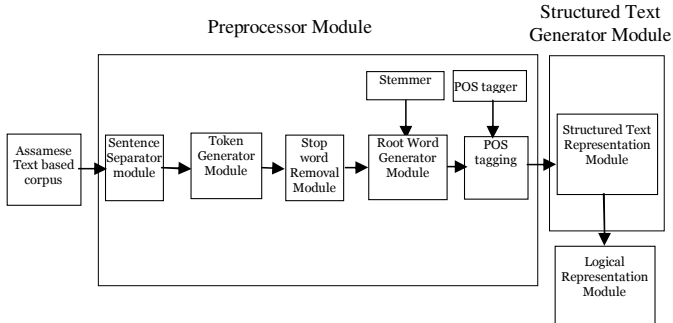 Preprocessor Module
Structured Text
Generator Module
Stemmer
POS tagger
Assamese
Text based
corpus
Sentence
Separator
module
Token
Generator
Module
Stop
word
Removal
Module
Root Word
Generator
Module
POS
tagging
Structured Text
Representation
Module
Logical
Representation
Module